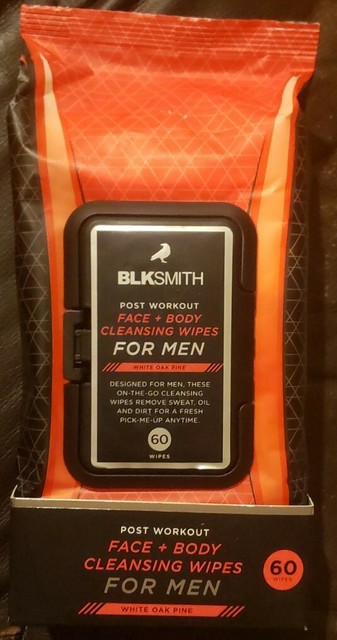 BLKSMITH
POST WORKOUT
FACE + BODY
CLEANSING WIPES
FOR MEN
WHITE OAK PINE
DESIGNED FOR MEN, THESE
ON-THE-GO CLEANSING
WIPES REMOVE SWEAT, OIL
AND DIRT FOR A FRESH
PICK-ME-UP ANYTIME.
60
WIPES
POST WORKOUT
FACE + BODY
CLEANSING WIPES
FOR MEN
WHITE OAK PINE
60
WIPES